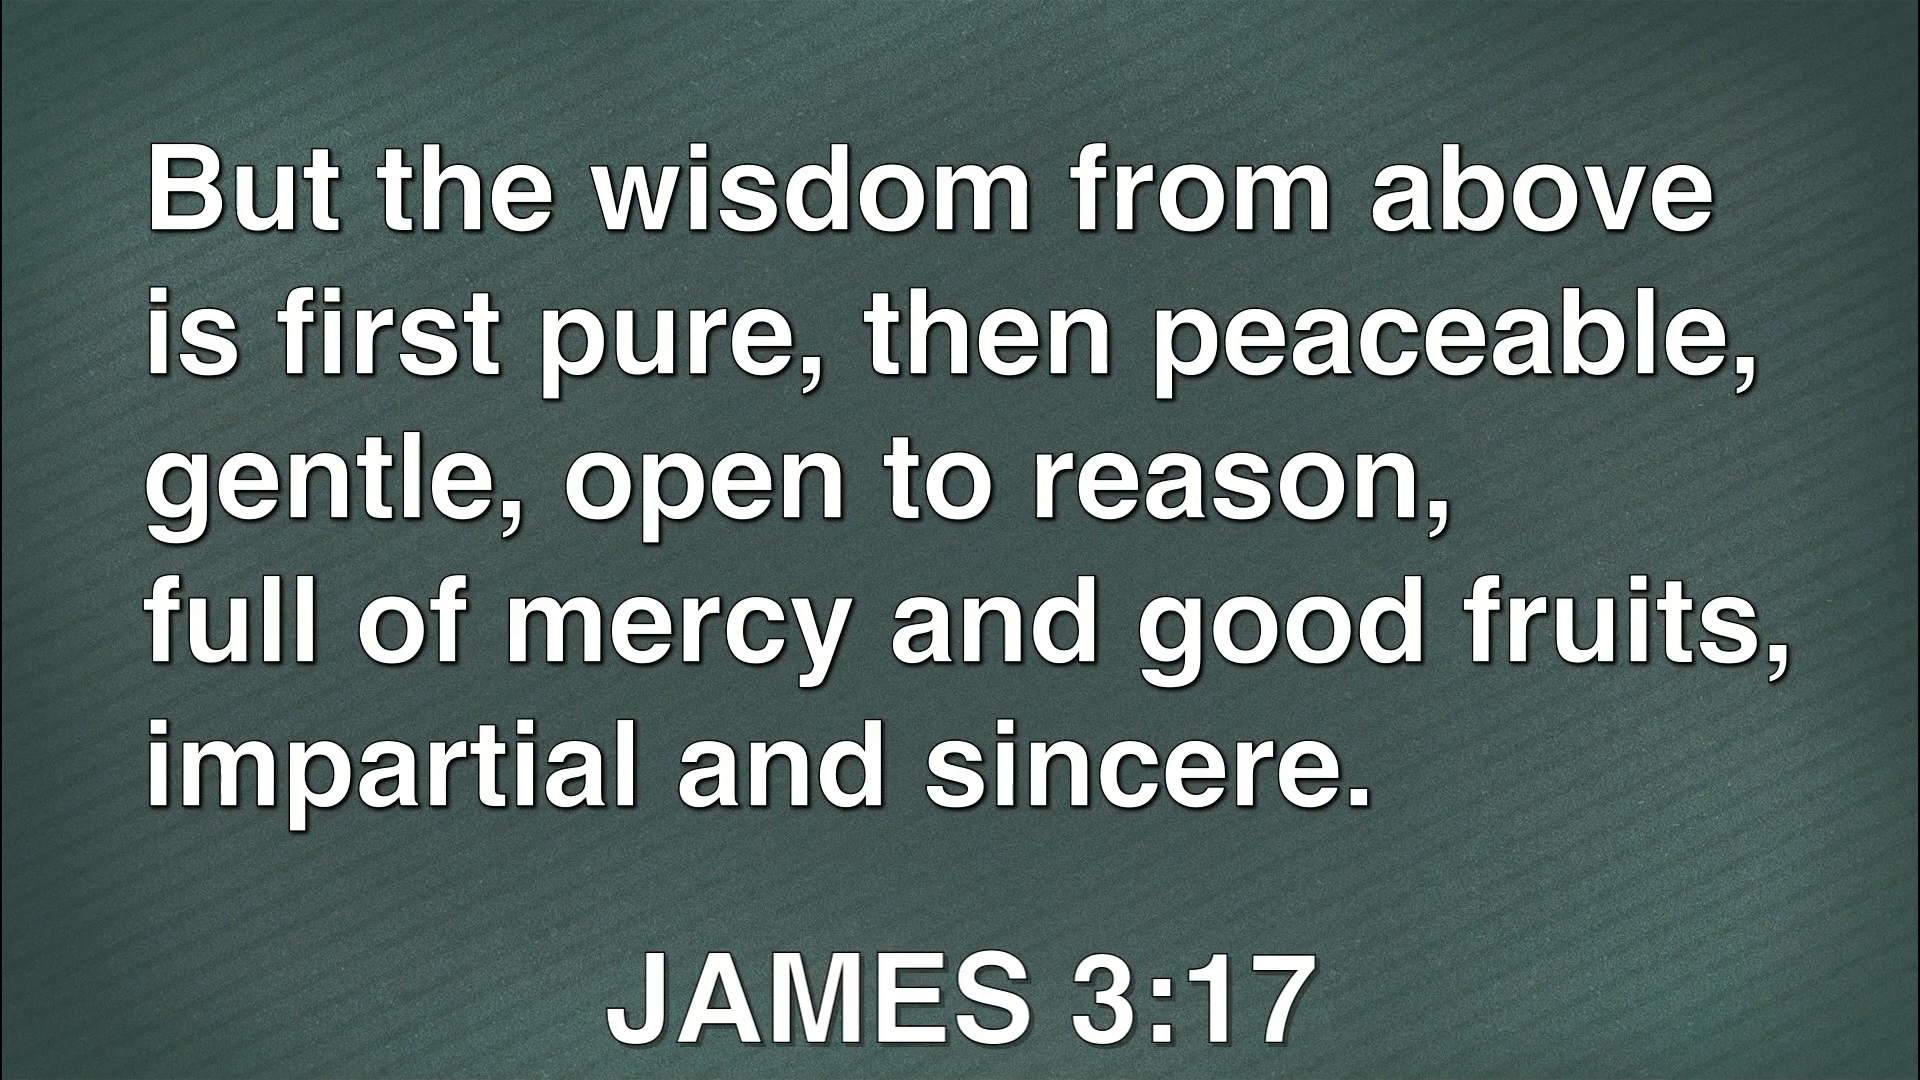 But the wisdom from above
is first pure, then peaceable,
gentle, open to reason,
full of mercy and good fruits,
impartial and sincere.
JAMES 3:17